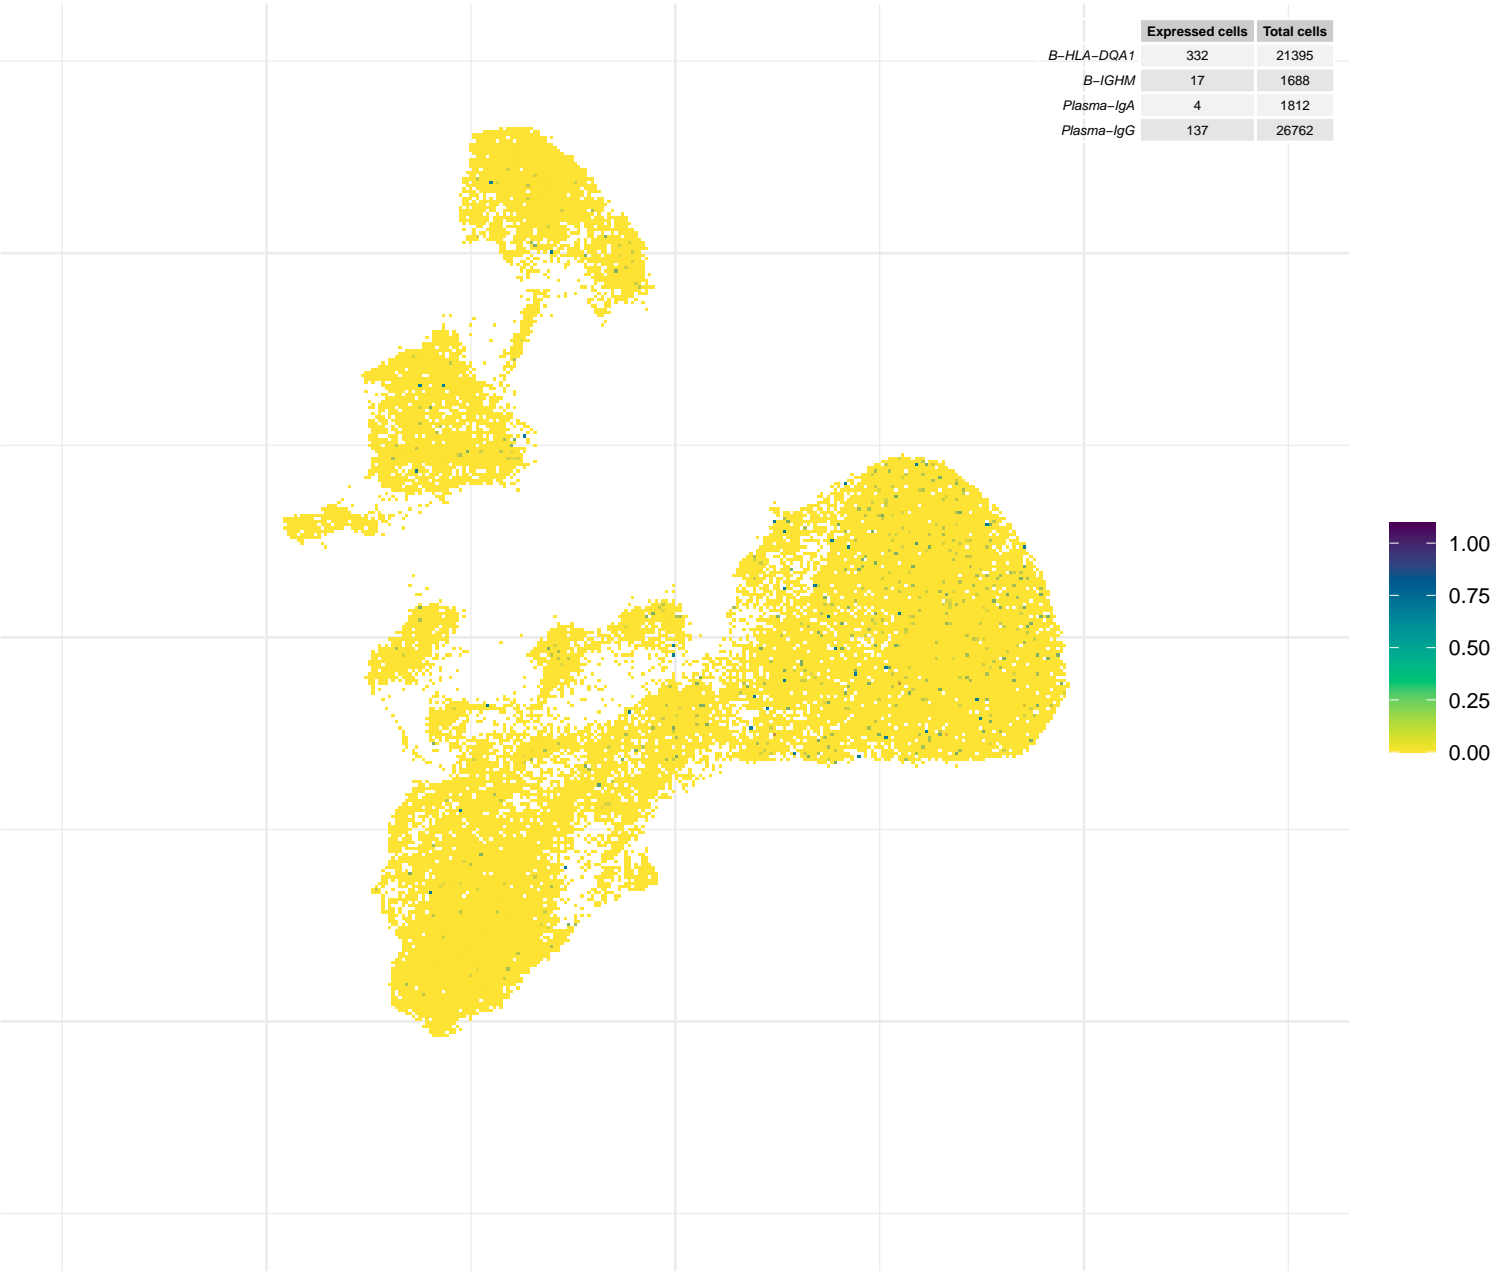 Expressed cells Total cells
B−HLA−DQA1 332 21395
B−IGHM 17 1688
Plasma−IgA 4 1812
Plasma−IgG 137 26762
1.00
0.75
0.50
0.25
0.00